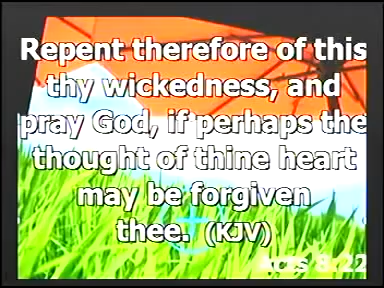 Repent therefore of this
thy wickedness, and
pray God, if perhaps the
thought of thine heart
may be forgiven
thee. (KJV)
Acts 8:22